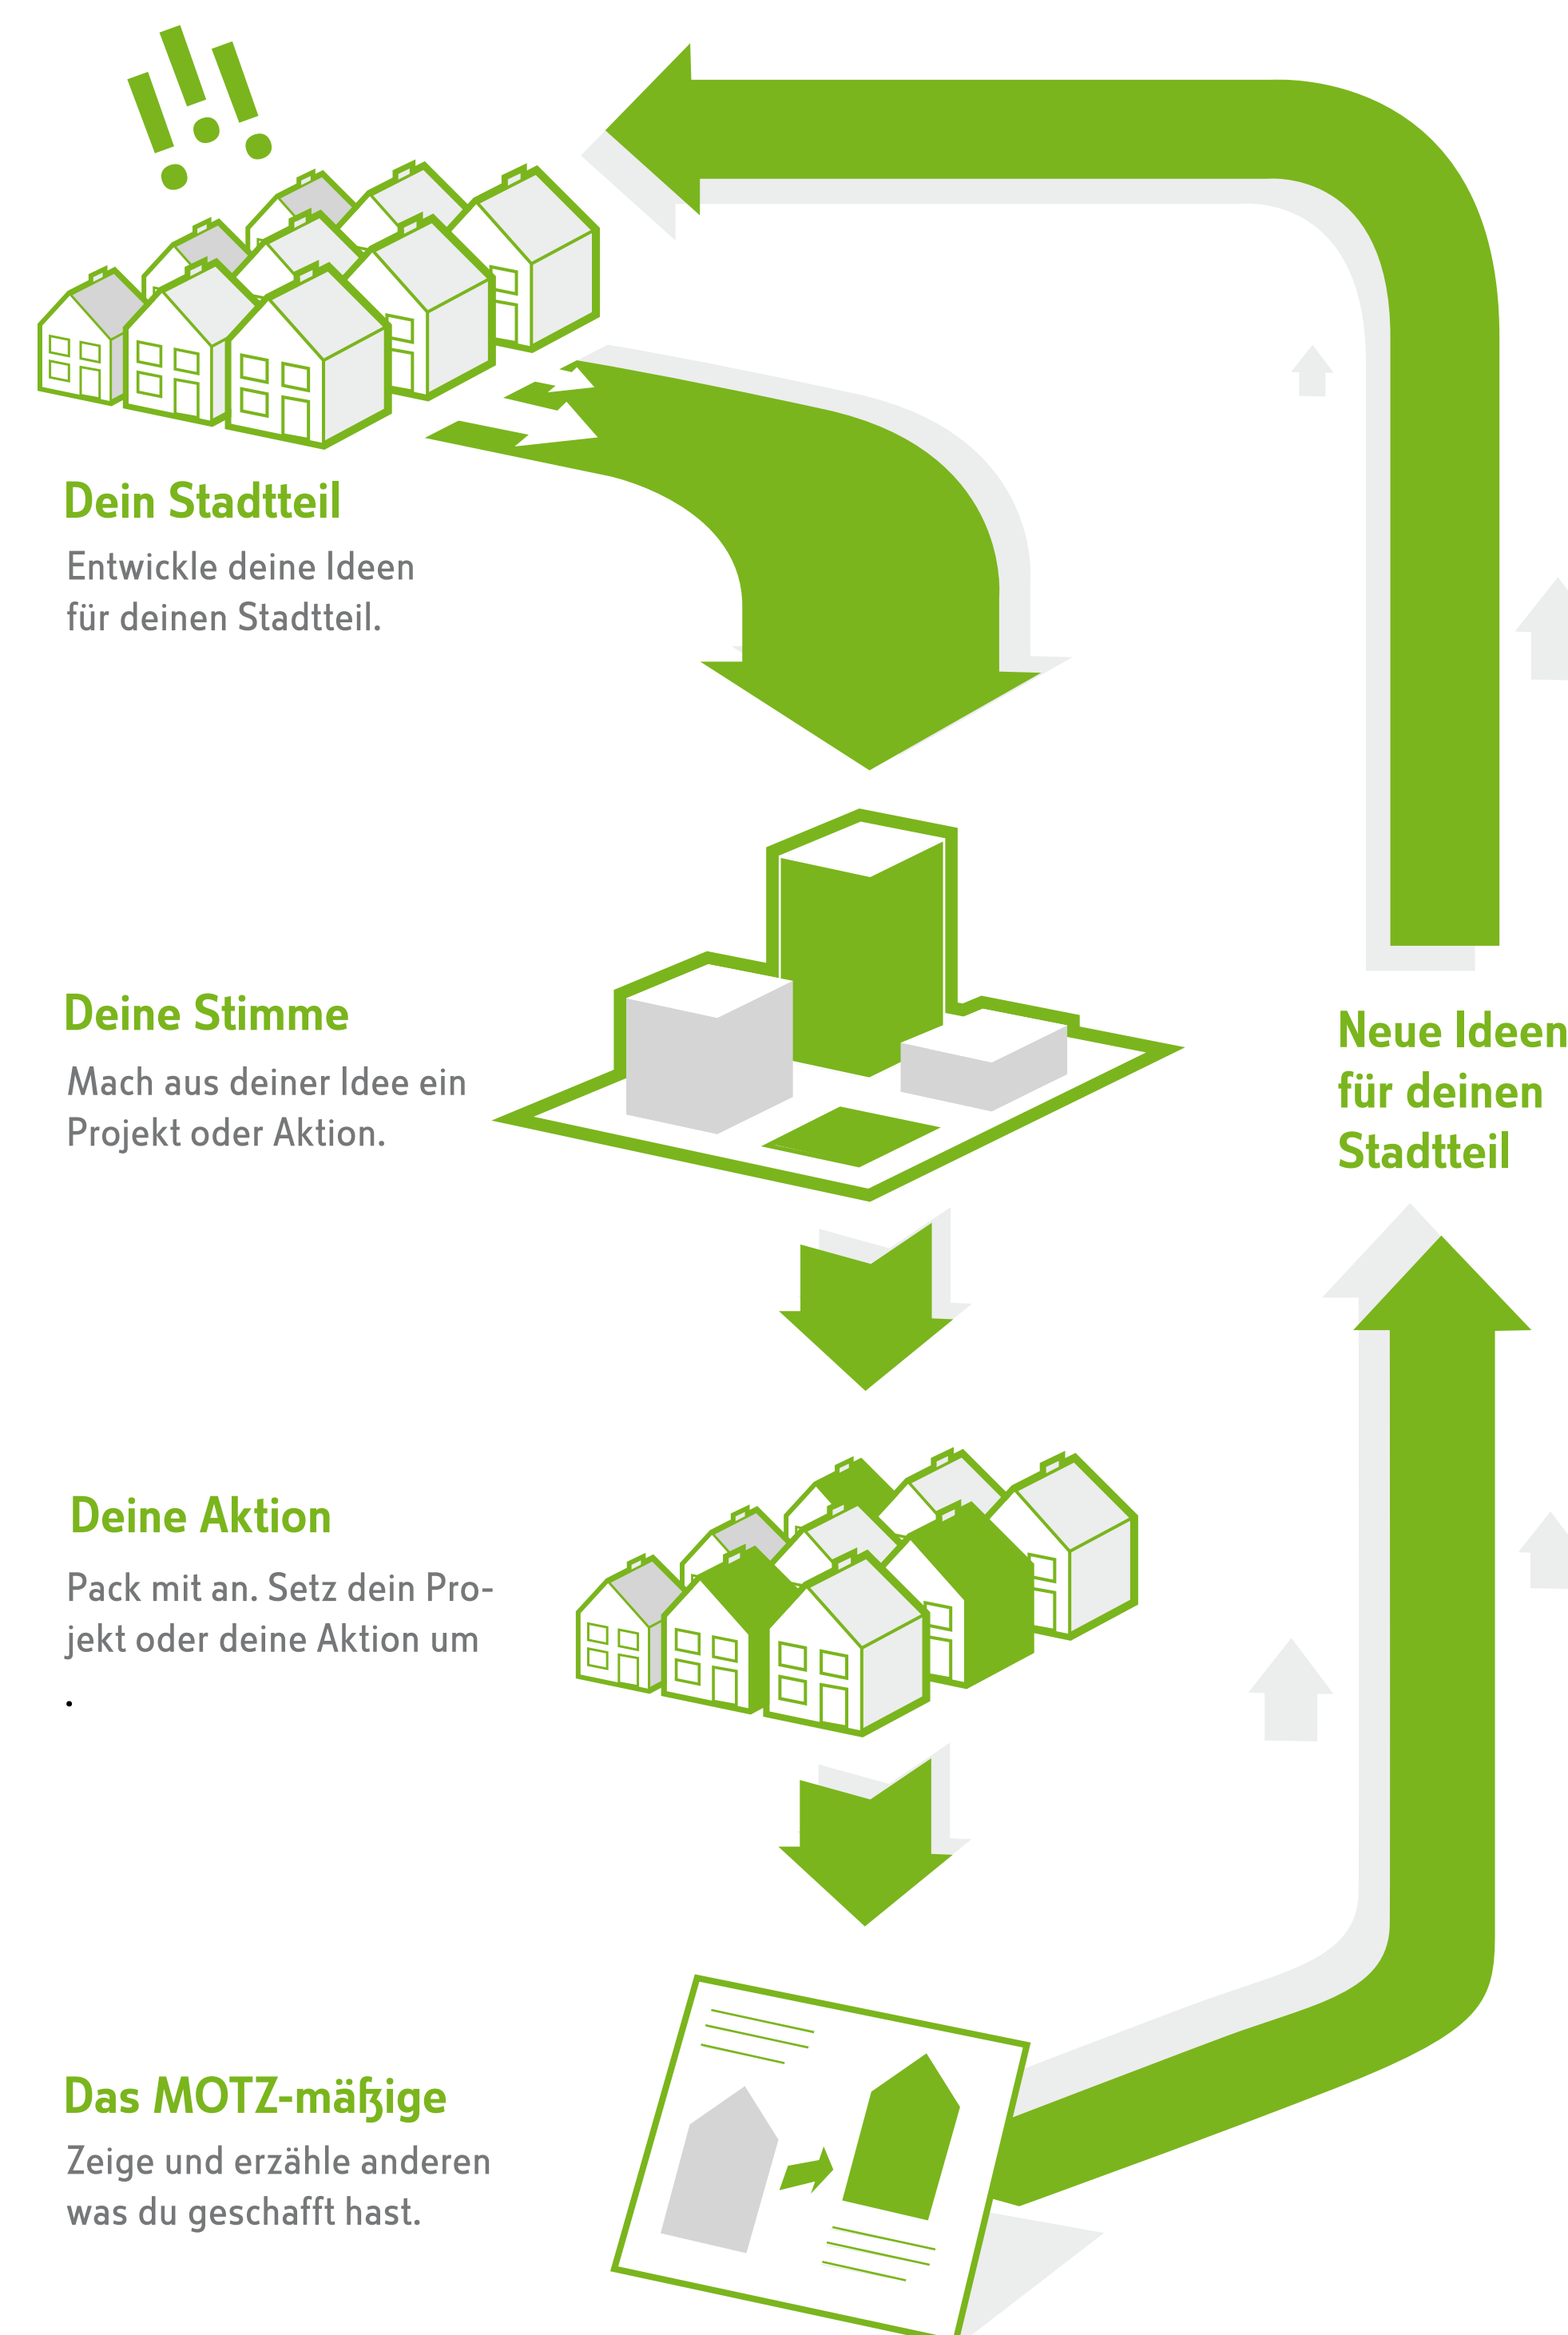 Dein Stadtteil
Entwickle deine Ideen
für deinen Stadtteil.
Deine Stimme
Mach aus deiner Idee ein
Projekt oder Aktion.
Neue Ideen
für deinen
Stadtteil
Deine Aktion
Pack mit an. Setz dein Pro-
jekt oder deine Aktion um
.
Das MOTZ-mäßige
Zeige und erzähle anderen
was du geschafft hast.